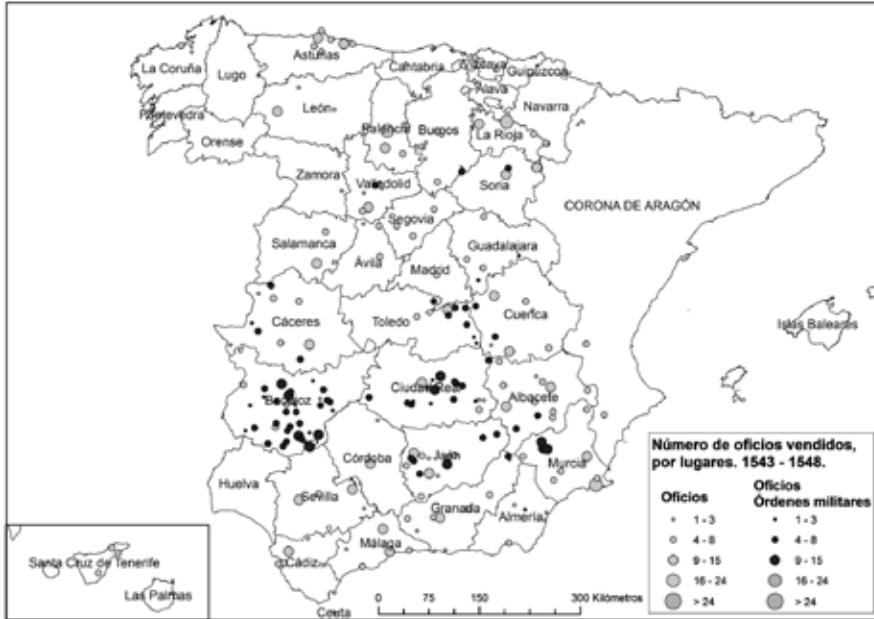 Asturias
La Coruña
Lugo
Cantabria
Vizcaya
Guipúzcoa
Álava
Navarra
León
Pontevedra
Palencia
Burgos
La Rioja
Orense
Zamora
Valladolid
Soria
CORONA DE ARAGÓN
Segovia
Salamanca
Guadalajara
Ávila
Madrid
Cáceres
Toledo
Cuenca
Islas Baleares
Badajoz
Ciudad Real
Albacete
Córdoba
Jaén
Murcia
Huelva
Sevilla
Granada
Almería
Málaga
Cádiz
Ceuta
Santa Cruz de Tenerife
Las Palmas
0 75 150 300 Kilómetros
Número de oficios vendidos,
por lugares. 1543 - 1548.
Oficios
Oficios
Órdenes militares
1 - 3 1 - 3
4 - 8 4 - 8
9 - 15 9 - 15
16 - 24 16 - 24
> 24 > 24